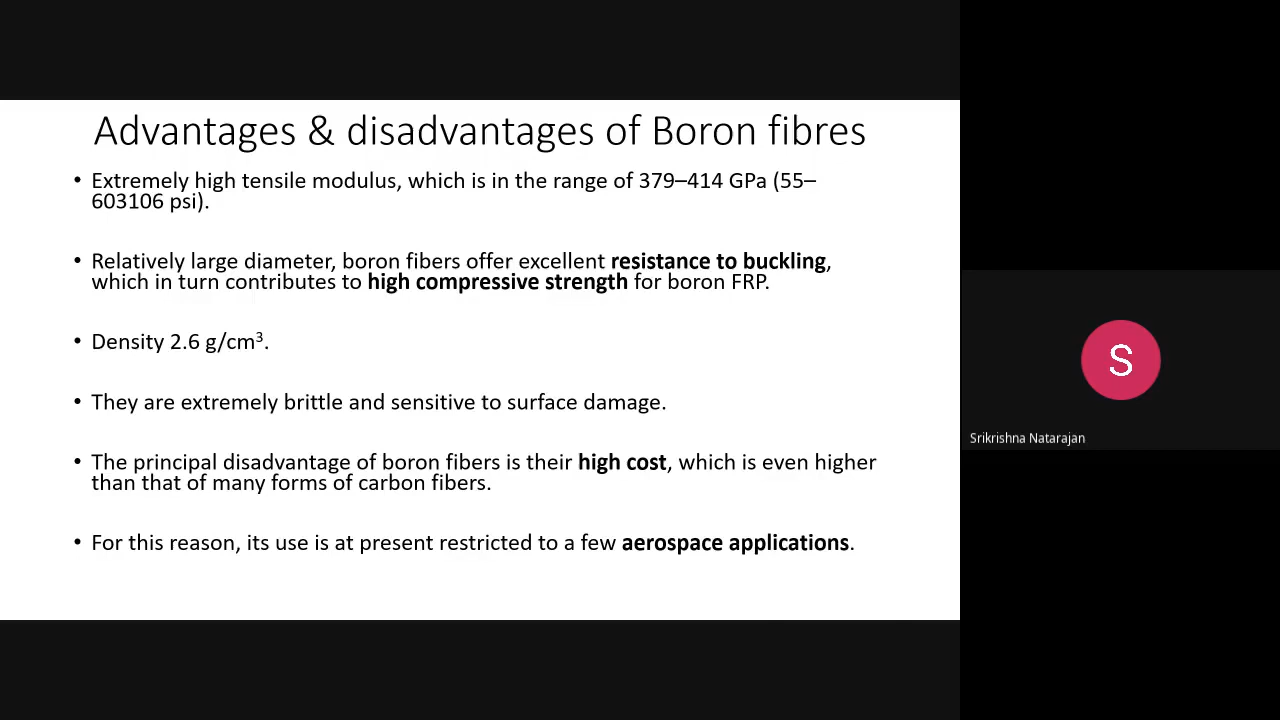 Advantages & disadvantages of Boron fibres
• Extremely high tensile modulus, which is in the range of 379–414 GPa (55–
603106 psi).
• Relatively large diameter, boron fibers offer excellent resistance to buckling,
which in turn contributes to high compressive strength for boron FRP.
• Density 2.6 g/cm³.
• They are extremely brittle and sensitive to surface damage.
• The principal disadvantage of boron fibers is their high cost, which is even higher
than that of many forms of carbon fibers.
• For this reason, its use is at present restricted to a few aerospace applications.
S
Srikrishna Natarajan